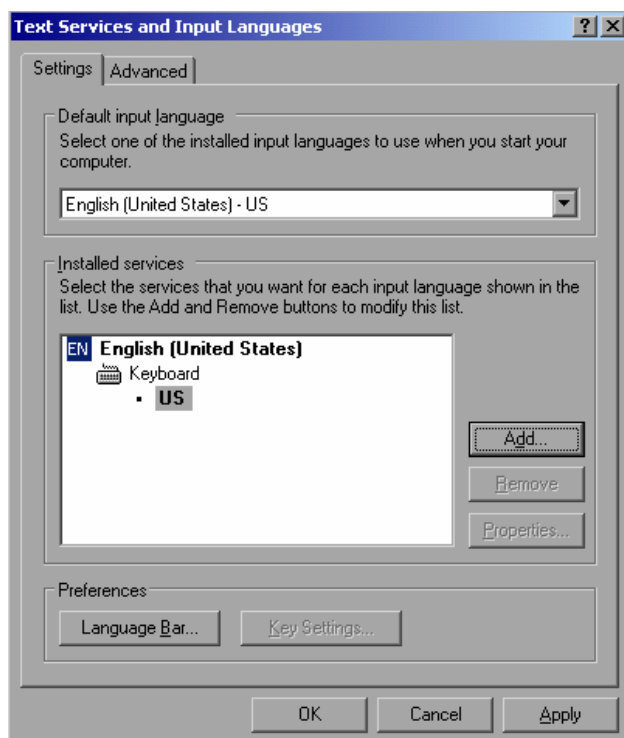 Text Services and Input Languages
Settings
Advanced
Default input language
Select one of the installed input languages to use when you start your
computer.
English (United States) - US
Installed services
Select the services that you want for each input language shown in the
list. Use the Add and Remove buttons to modify this list.
EN English (United States)
Keyboard
US
Add...
Remove
Properties...
Preferences
Language Bar...
Key Settings...
OK
Cancel
Apply